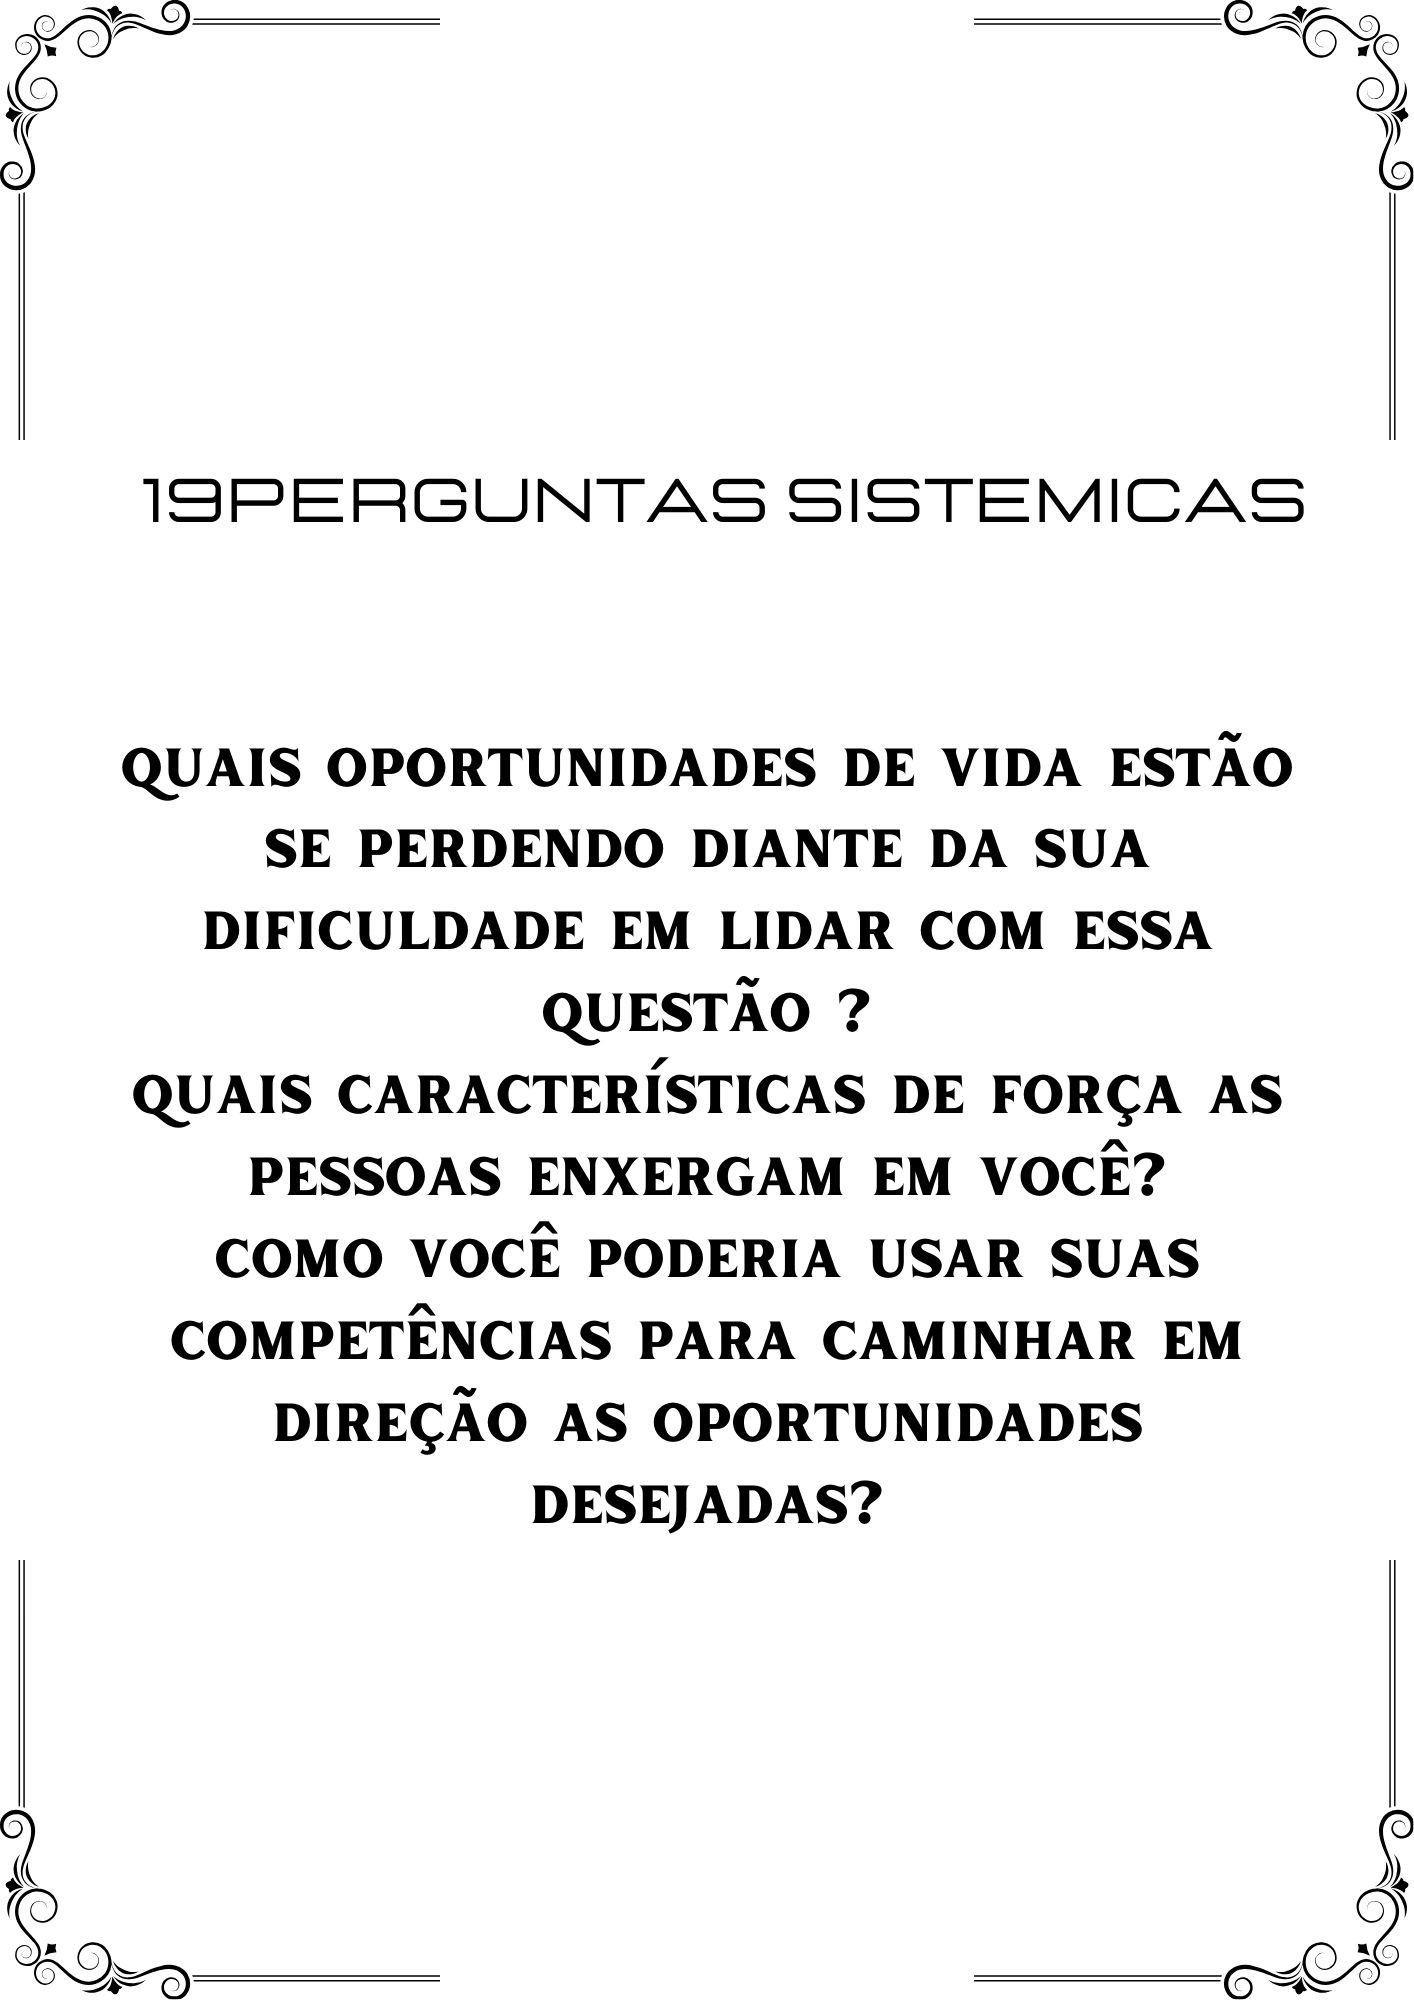 19PERGUNTAS SISTEMICAS
QUAIS OPORTUNIDADES DE VIDA ESTÃO
SE PERDENDO DIANTE DA SUA
DIFICULDADE EM LIDAR COM ESSA
QUESTÃO ?
QUAIS CARACTERÍSTICAS DE FORÇA AS
PESSOAS ENXERGAM EM VOCÊ?
COMO VOCÊ PODERIA USAR SUAS
COMPETÊNCIAS PARA CAMINHAR EM
DIREÇÃO AS OPORTUNIDADES
DESEJADAS?